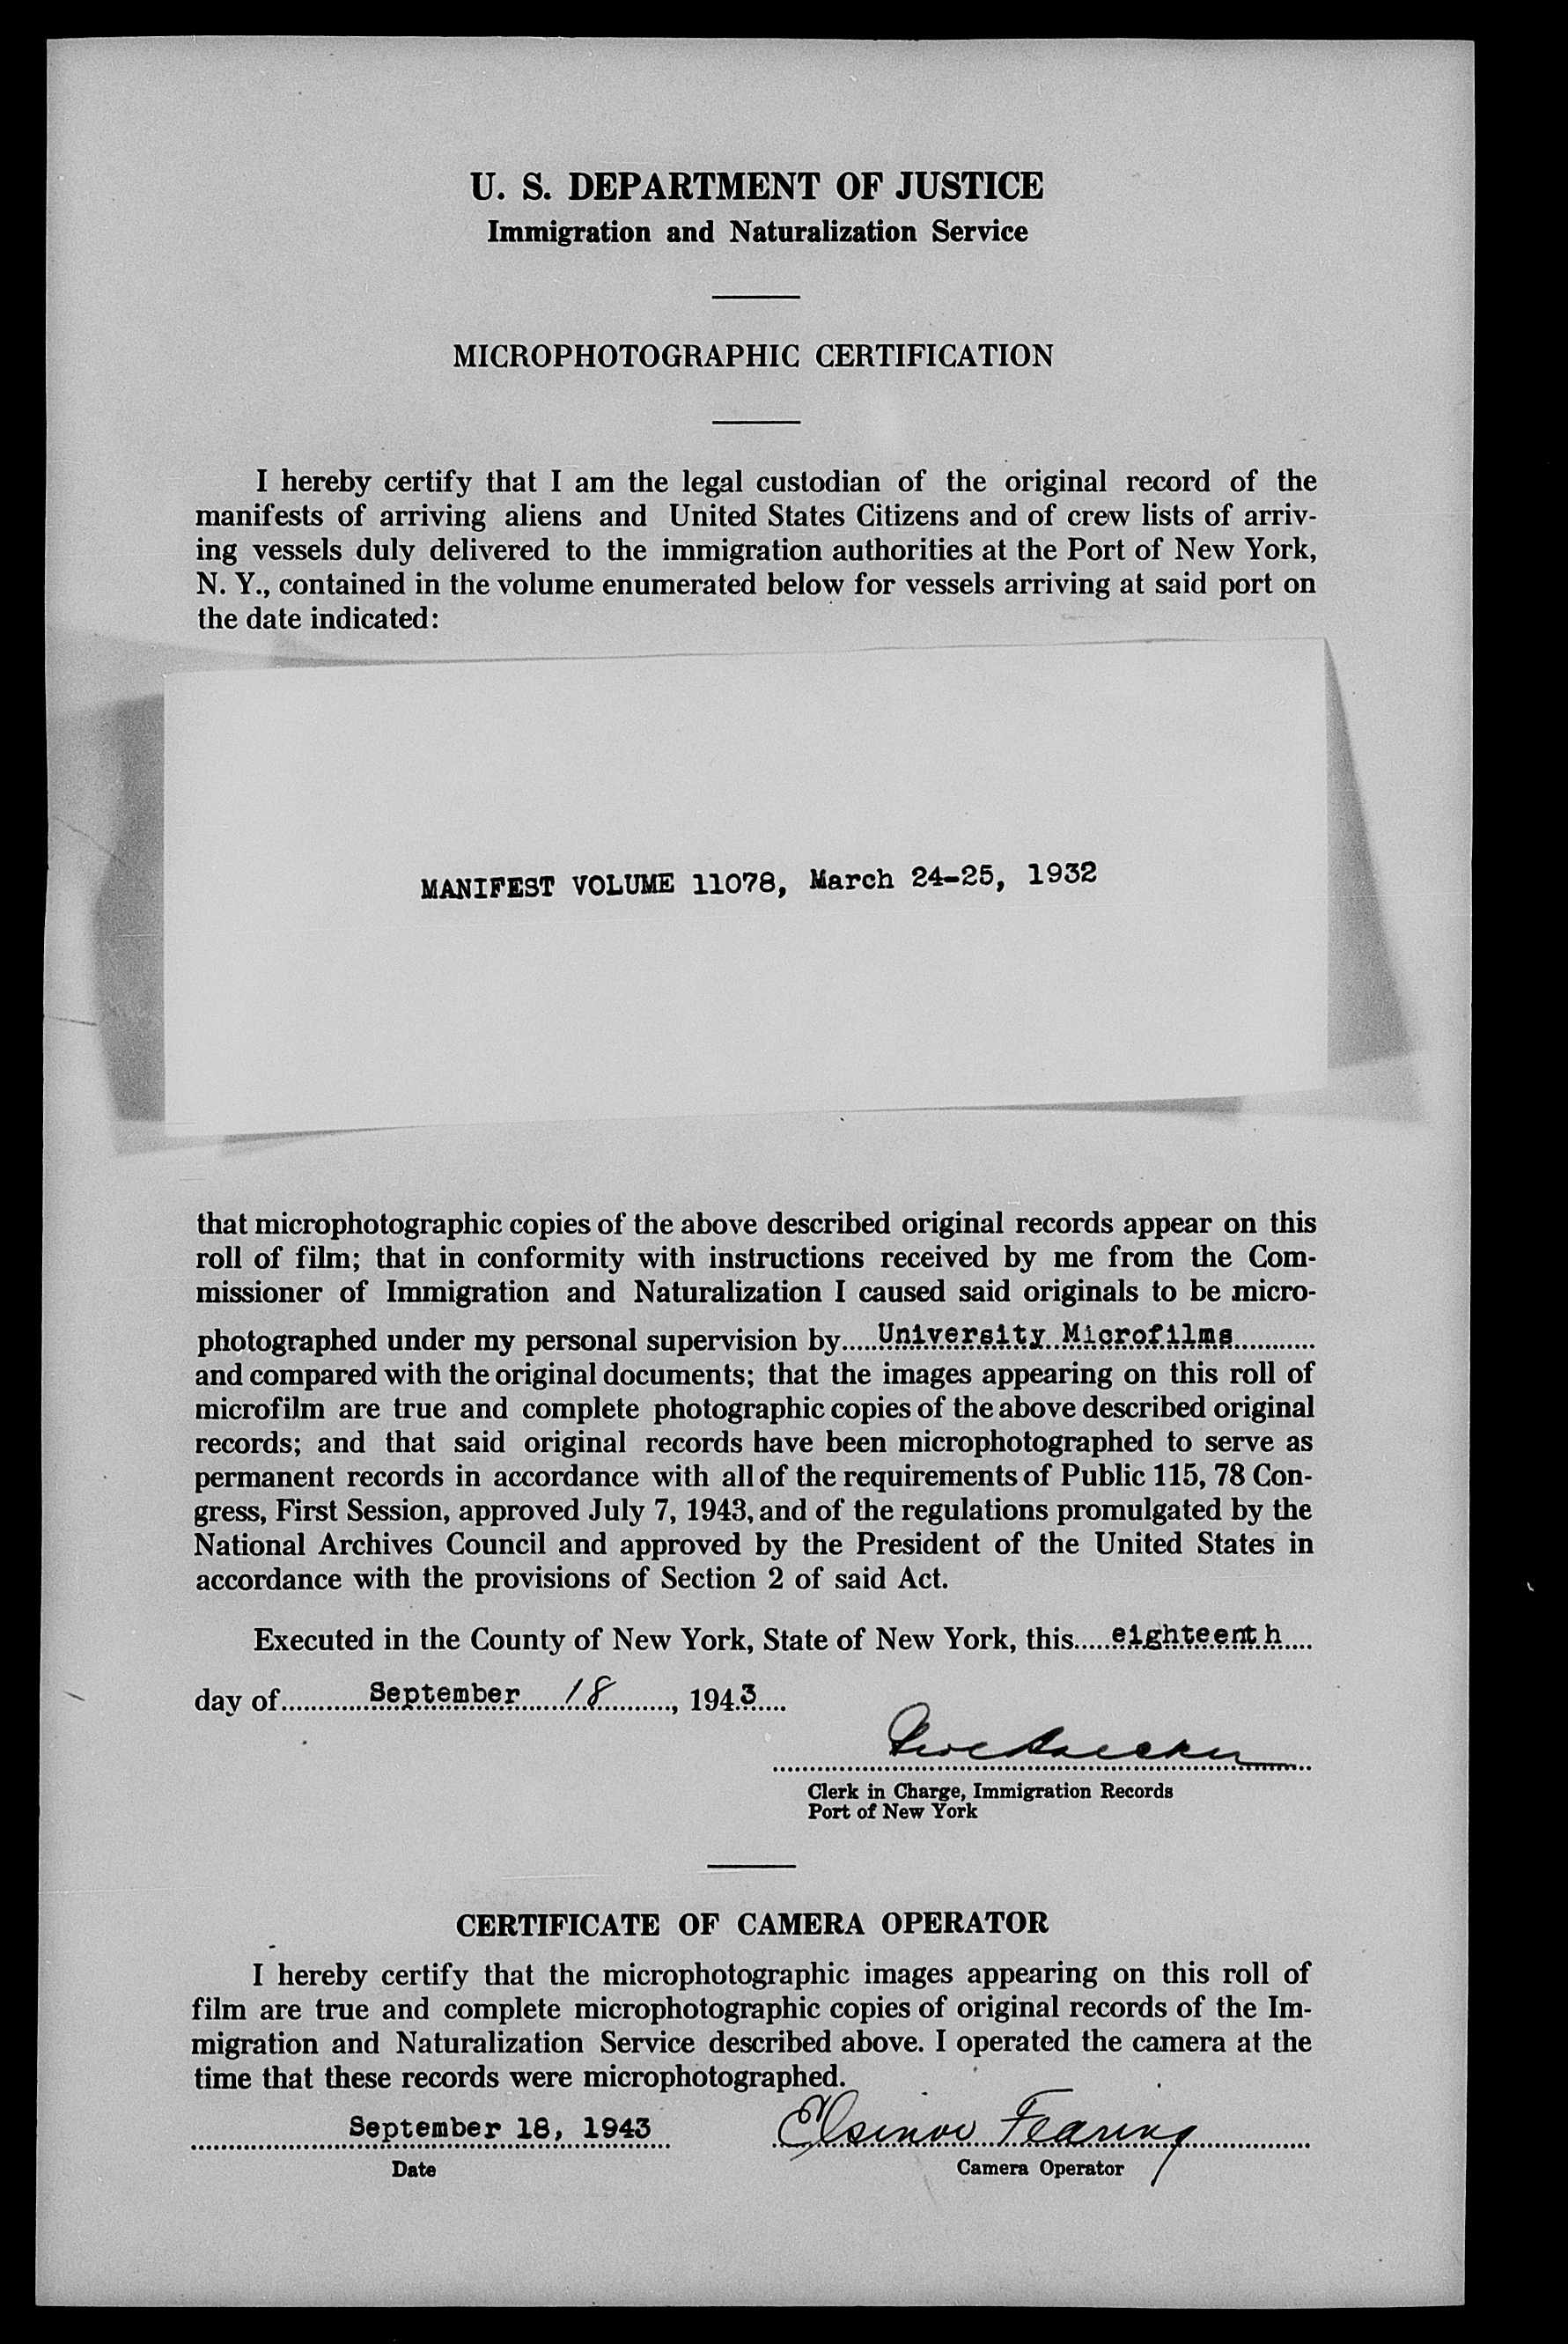 U. S. DEPARTMENT OF JUSTICE
Immigration and Naturalization Service
MICROPHOTOGRAPHIC CERTIFICATION
I hereby certify that I am the legal custodian of the original record of the
manifests of arriving aliens and United States Citizens and of crew lists of arriv-
ing vessels duly delivered to the immigration authorities at the Port of New York,
N. Y., contained in the volume enumerated below for vessels arriving at said port on
the date indicated:
MANIFEST VOLUME 11078, March 24-25, 1932
that microphotographic copies of the above described original records appear on this
roll of film; that in conformity with instructions received by me from the Com-
missioner of Immigration and Naturalization I caused said originals to be micro-
photographed under my personal supervision by.....University Microfilms..........
and compared with the original documents; that the images appearing on this roll of
microfilm are true and complete photographic copies of the above described original
records; and that said original records have been microphotographed to serve as
permanent records in accordance with all of the requirements of Public 115, 78 Con-
gress, First Session, approved July 7, 1943, and of the regulations promulgated by the
National Archives Council and approved by the President of the United States in
accordance with the provisions of Section 2 of said Act.
Executed in the County of New York, State of New York, this.....eighteenth....
day of............September.....18........, 1943....
Clerk in Charge, Immigration Records
Port of New York
CERTIFICATE OF CAMERA OPERATOR
I hereby certify that the microphotographic images appearing on this roll of
film are true and complete microphotographic copies of original records of the Im-
migration and Naturalization Service described above. I operated the camera at the
time that these records were microphotographed.
September 18, 1943 Fearing
Date Camera Operator